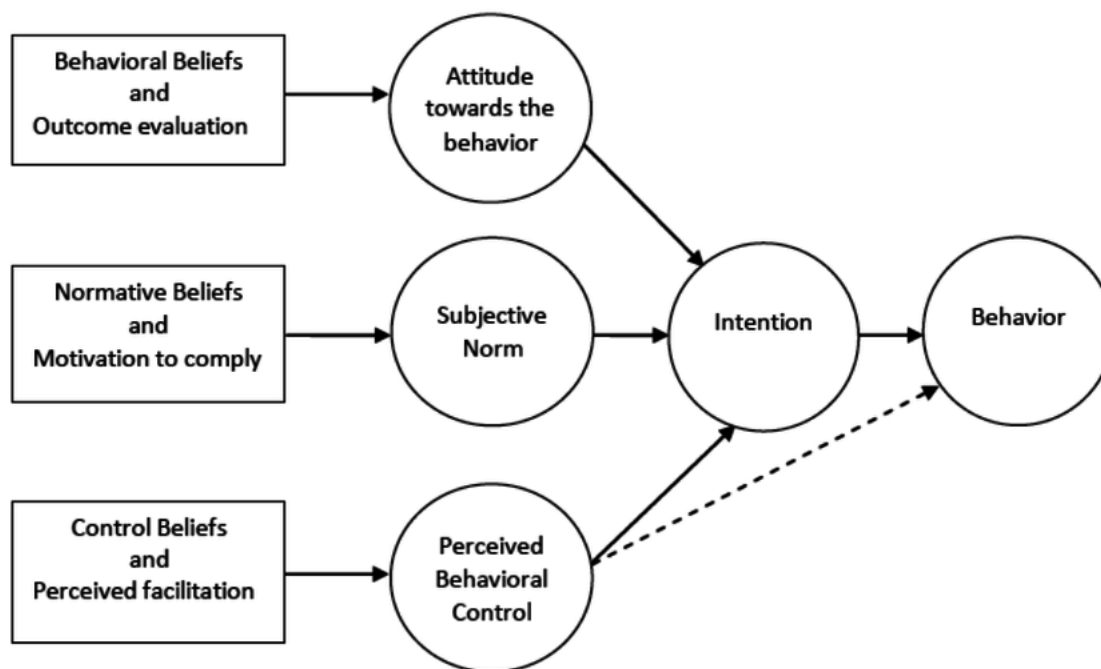 Behavioral Beliefs
and
Outcome evaluation
Attitude
towards the
behavior
Normative Beliefs
and
Motivation to comply
Subjective
Norm
Intention
Behavior
Control Beliefs
and
Perceived facilitation
Perceived
Behavioral
Control